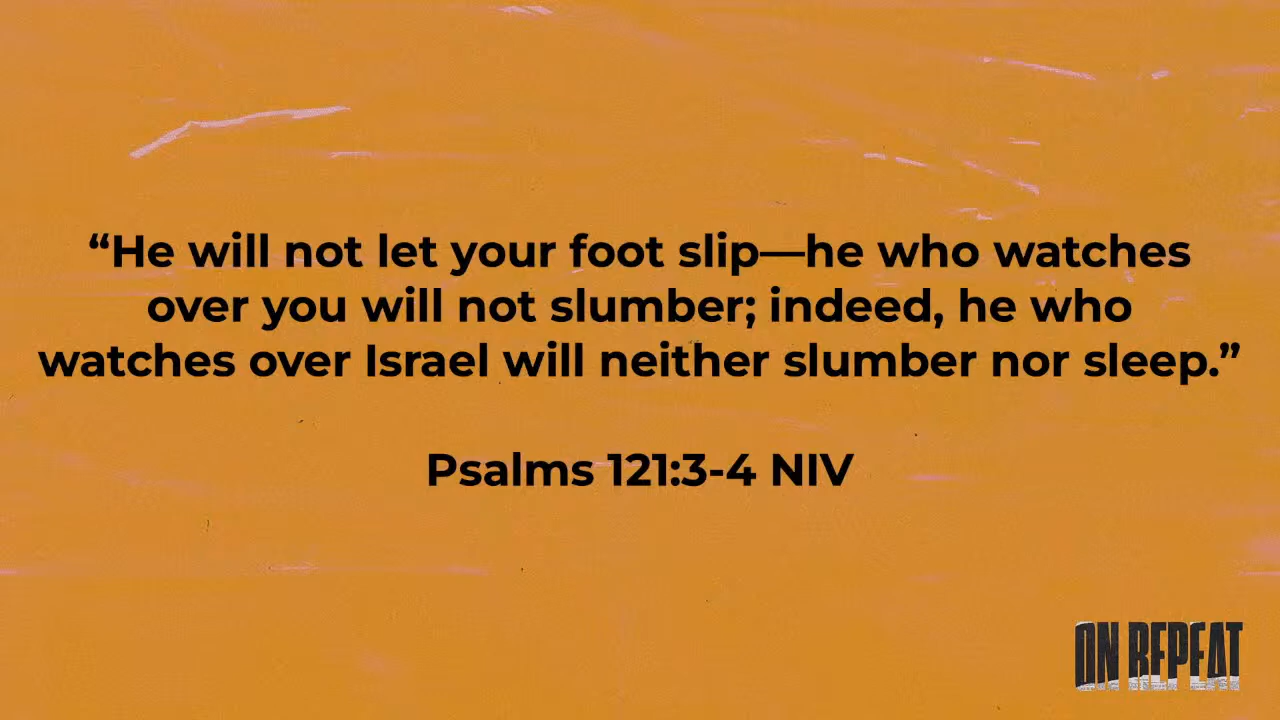 “He will not let your foot slip—he who watches
over you will not slumber; indeed, he who
watches over Israel will neither slumber nor sleep.”
Psalms 121:3-4 NIV
ON REPEAT